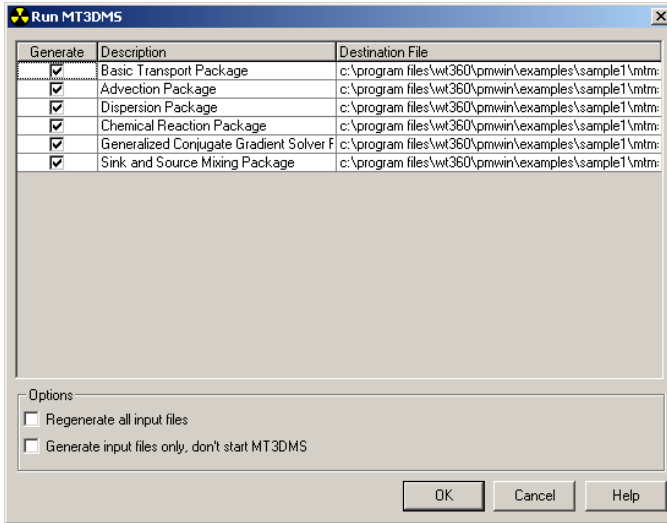 Run MT3DMS
Generate Description Destination File
Basic Transport Package c:\program files\wt360\pmwin\examples\sample1\mtm
Advection Package c:\program files\wt360\pmwin\examples\sample1\mtm
Dispersion Package c:\program files\wt360\pmwin\examples\sample1\mtm
Chemical Reaction Package c:\program files\wt360\pmwin\examples\sample1\mtm
Generalized Conjugate Gradient Solver c:\program files\wt360\pmwin\examples\sample1\mtm
Sink and Source Mixing Package c:\program files\wt360\pmwin\examples\sample1\mtm
Options
Regenerate all input files
Generate input files only, don't start MT3DMS
OK Cancel Help